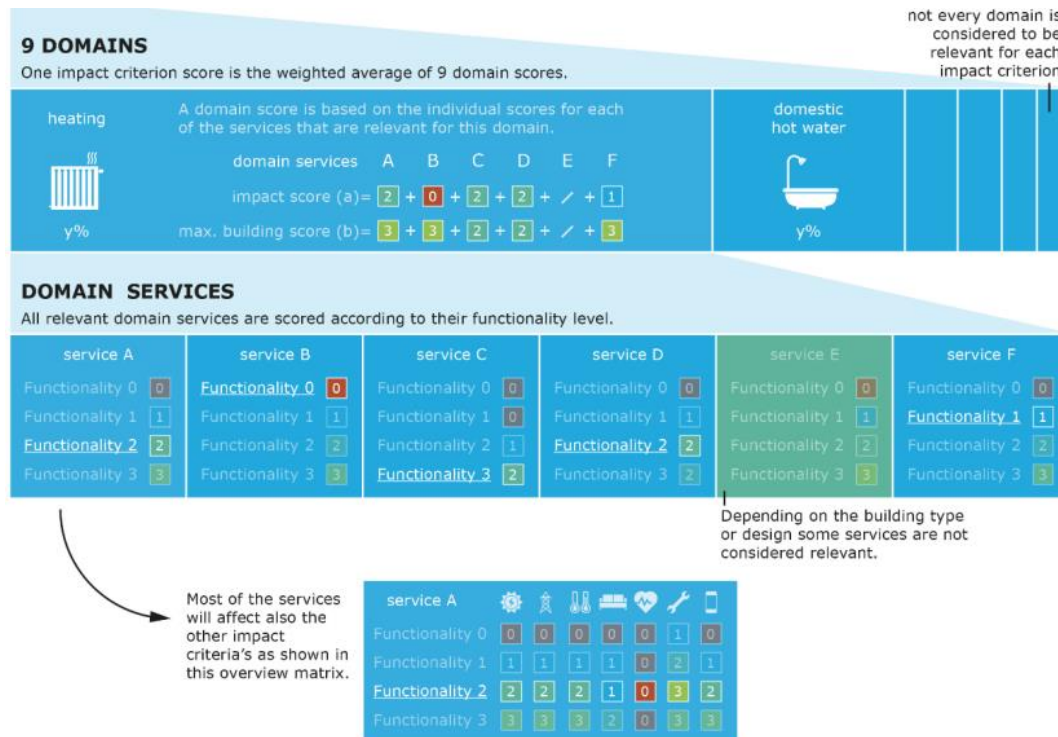 not every domain is
considered to be
relevant for each
impact criterion
9 DOMAINS
One impact criterion score is the weighted average of 9 domain scores.
heating
A domain score is based on the individual scores for each
of the services that are relevant for this domain.
domain services A B C D E F
impact score (a)= 2 + 0 + 2 + 2 + / + 1
max. building score (b)= 3 + 3 + 2 + 2 + / + 3
y%
domestic
hot water
y%
DOMAIN SERVICES
All relevant domain services are scored according to their functionality level.
service A
Functionality 0 0
Functionality 1 1
Functionality 2 2
Functionality 3 3
service B
Functionality 0 0
Functionality 1 1
Functionality 2 2
Functionality 3 3
service C
Functionality 0 0
Functionality 1 0
Functionality 2 1
Functionality 3 2
service D
Functionality 0 0
Functionality 1 1
Functionality 2 2
Functionality 3 2
service E
Functionality 0 0
Functionality 1 1
Functionality 2 2
Functionality 3 3
service F
Functionality 0 0
Functionality 1 1
Functionality 2 2
Functionality 3 3
Depending on the building type
or design some services are not
considered relevant.
Most of the services
will affect also the
other impact
criteria's as shown in
this overview matrix.
service A
Functionality 0 0 0 0 0 0 1 0
Functionality 1 1 1 1 1 0 2 1
Functionality 2 2 2 2 1 0 3 2
Functionality 3 3 3 3 2 0 3 3